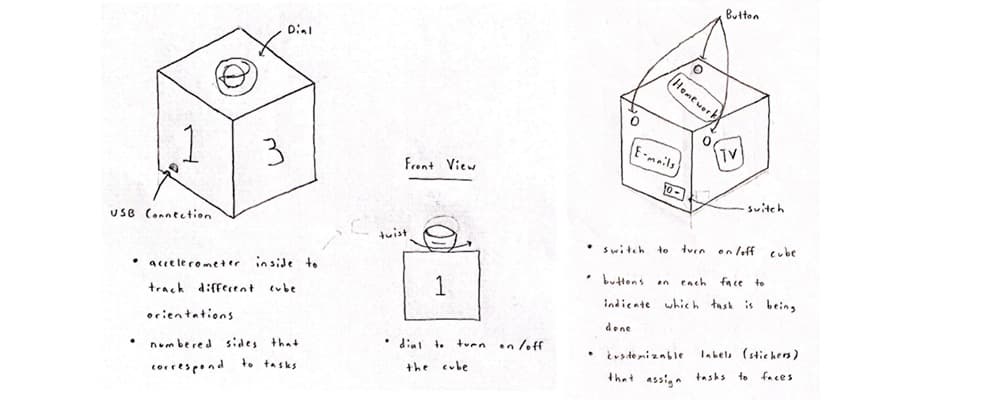 Dial
1
3
USB Connection
• accelerometer inside to
track different cube
orientations
• numbered sides that
correspond to tasks
Front View
twist
1
• dial to turn on/off
the cube
Button
Homework
E-mails
TV
O-
switch
• switch to turn on/off cube
• buttons on each face to
indicate which task is being
done
• customizable labels (stickers)
that assign tasks to faces